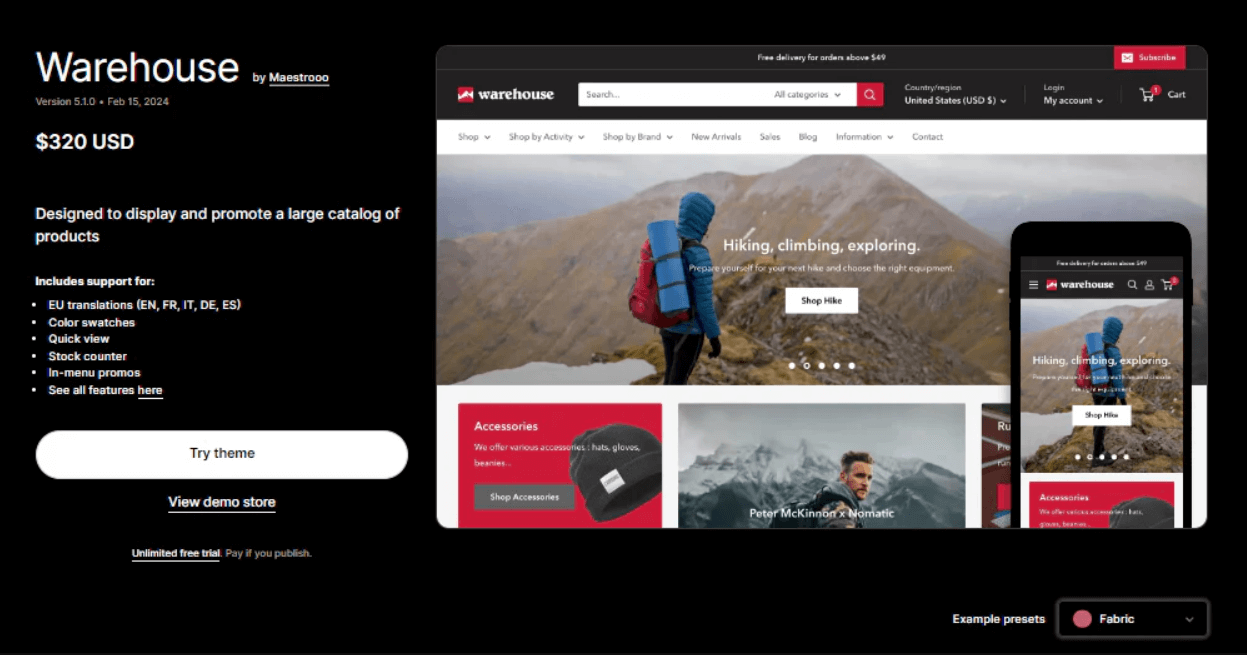 Warehouse by Maestrooo
Version 5.1.0 • Feb 15, 2024
$320 USD
Designed to display and promote a large catalog of
products
Includes support for:
• EU translations (EN, FR, IT, DE, ES)
• Color swatches
• Quick view
• Stock counter
• In-menu promos
• See all features here
Try theme
View demo store
Unlimited free trial. Pay if you publish.
Free delivery for orders above $49
Subscribe
warehouse
Search...
All categories
Country/region
United States (USD $)
Login
My account
1
Cart
Shop
Shop by Activity
Shop by Brand
New Arrivals
Sales
Blog
Information
Contact
Hiking, climbing, exploring.
Prepare yourself for your next hike and choose the right equipment.
Shop Hike
Accessories
We offer various accessories : hats, gloves,
beanies...
Shop Accessories
Peter McKinnon x Nomatic
Ru
Pre
run
Free delivery for orders above $49
warehouse
Hiking, climbing, exploring.
Prepare yourself for your next hike and choose
the right equipment.
Shop Hike
Accessories
We offer various accessories : hats,
gloves, beanies...
Example presets
Fabric